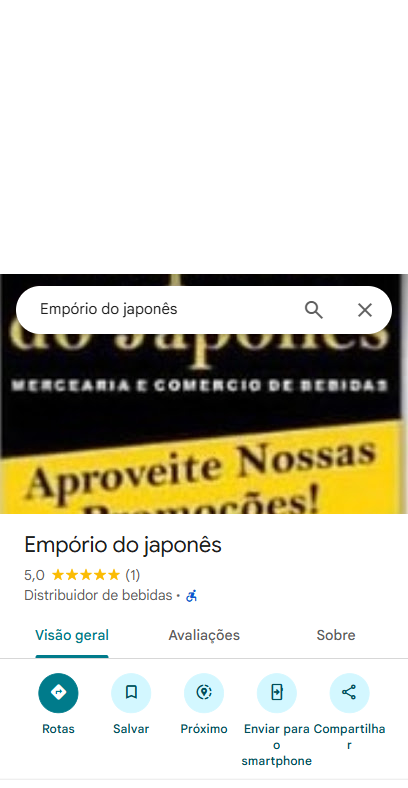 Empório do japonês
do Japonês
MERCEARIA E COMERCIO DE BEBIDAS
Aproveite Nossas
Promoções!
Empório do japonês
5,0 ★★★★★ (1)
Distribuidor de bebidas ·
Visão geral Avaliações Sobre
Rotas Salvar Próximo Enviar para Compartilha
o r
smartphone